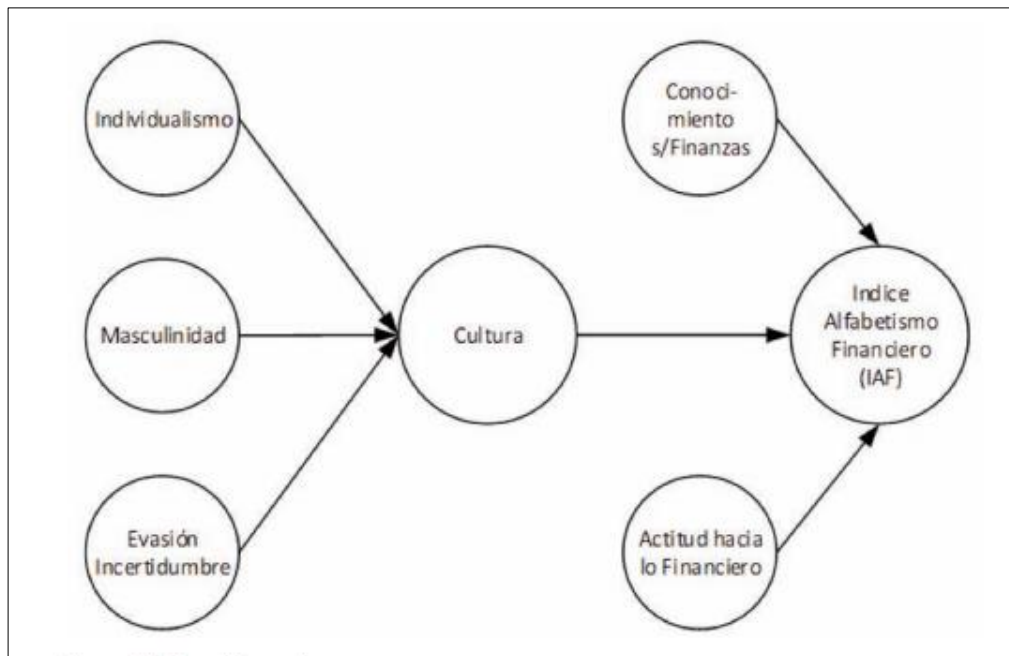 Individualismo
Conoci-
miento
s/Finanzas
Masculinidad
Cultura
Indice
Alfabetismo
Financiero
(IAF)
Evasión
Incertidumbre
Actitud hacia
lo Financiero